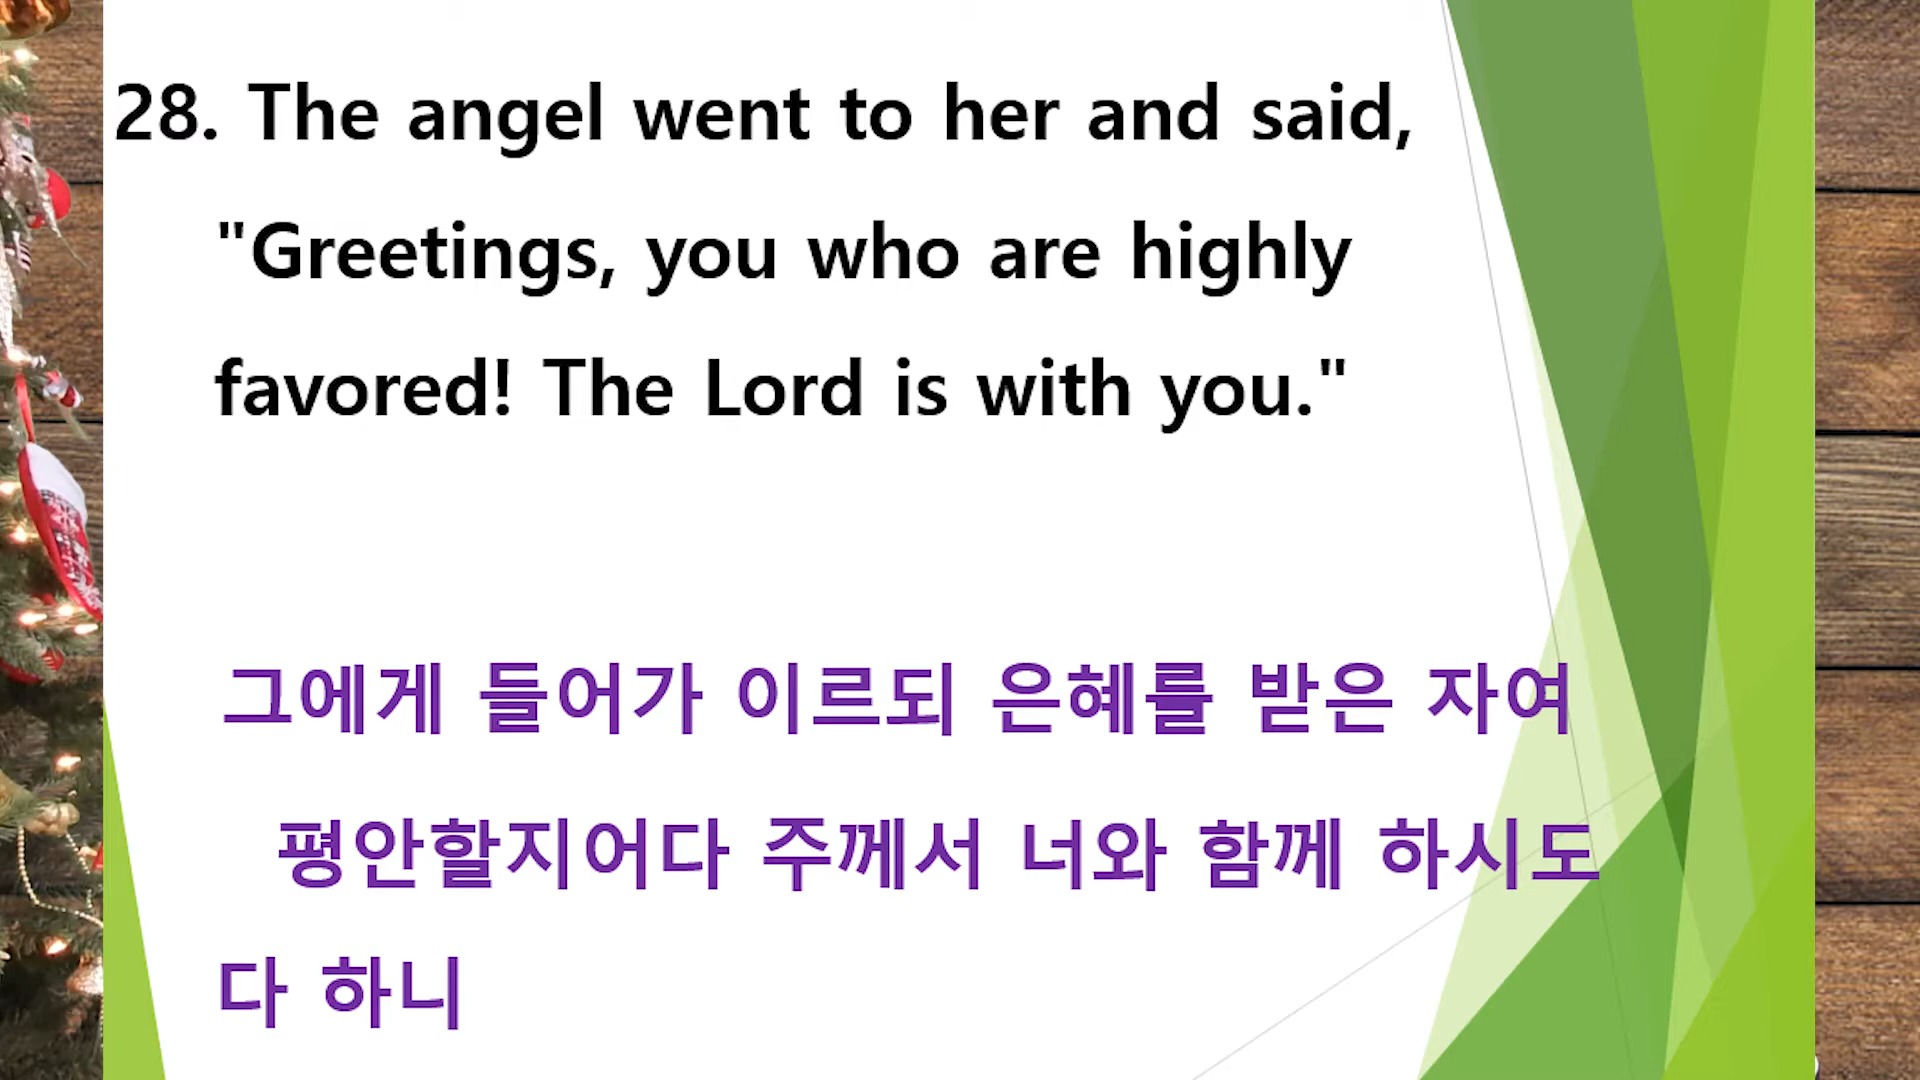 28. The angel went to her and said,
"Greetings, you who are highly
favored! The Lord is with you."
그에게 들어가 이르되 은혜를 받은 자여
평안할지어다 주께서 너와 함께 하시도
다 하니